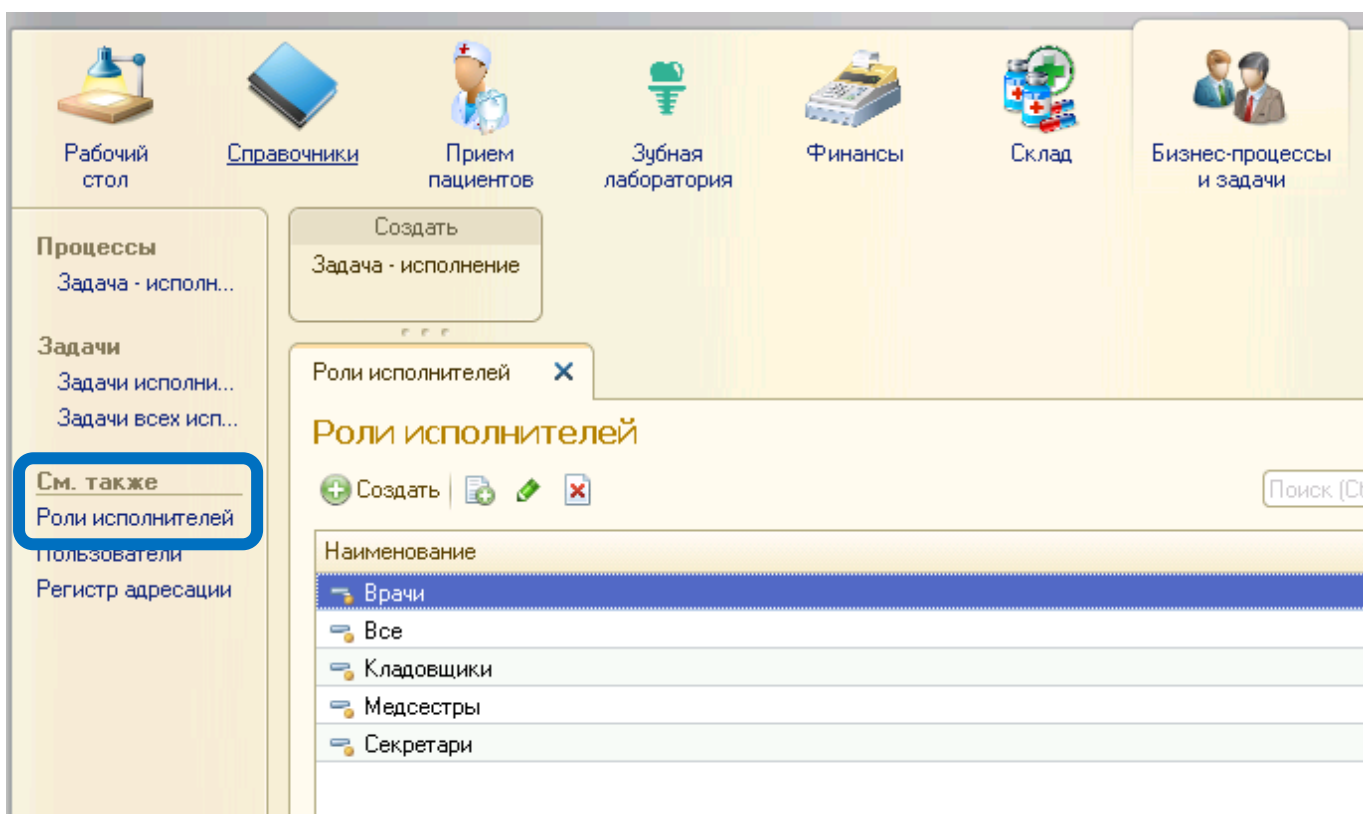 Рабочий
стол
Справочники
Прием
пациентов
Зубная
лаборатория
Финансы
Склад
Бизнес-процессы
и задачи
Процессы
Задача - исполн...
Задачи
Задачи исполни...
Задачи всех исп...
См. также
Роли исполнителей
Пользователи
Регистр адресации
Создать
Задача - исполнение
Роли исполнителей
Роли исполнителей
Создать
Поиск (Ct
Наименование
Врачи
Все
Кладовщики
Медсестры
Секретари